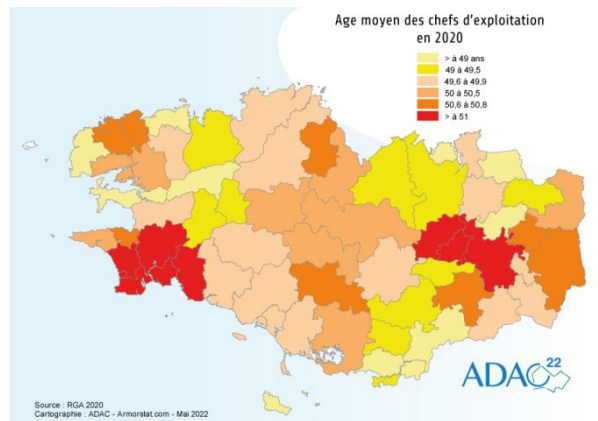 Age moyen des chefs d'exploitation
en 2020
> à 49 ans
49 à 49,5
49,6 à 49,9
50 à 50,5
50,6 à 50,8
> à 51
ADAC 22
Source : RGA 2020
Cartographie : ADAC - Armorstat.com - Mai 2022